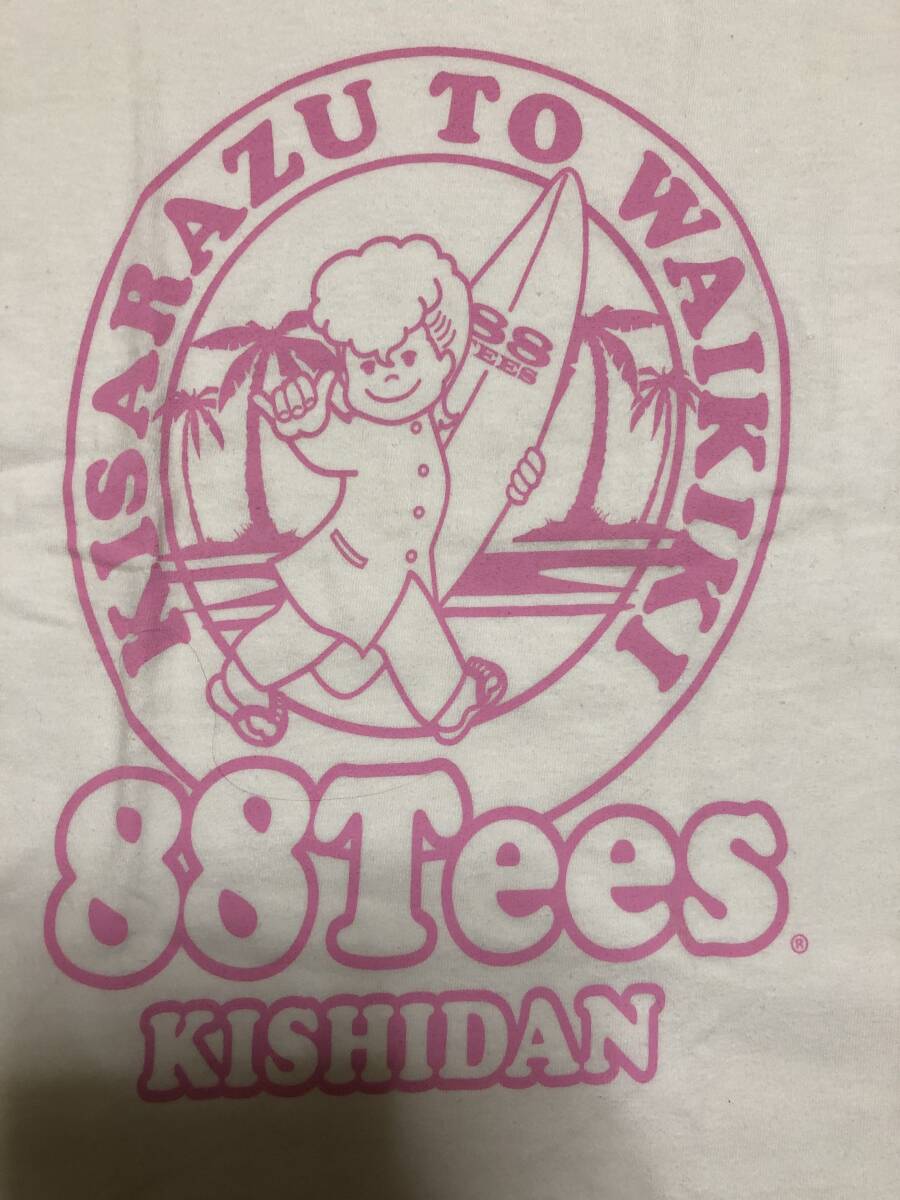 KISARAZU TO WAIKIKI
88
TEES
88Tees®
KISHIDAN